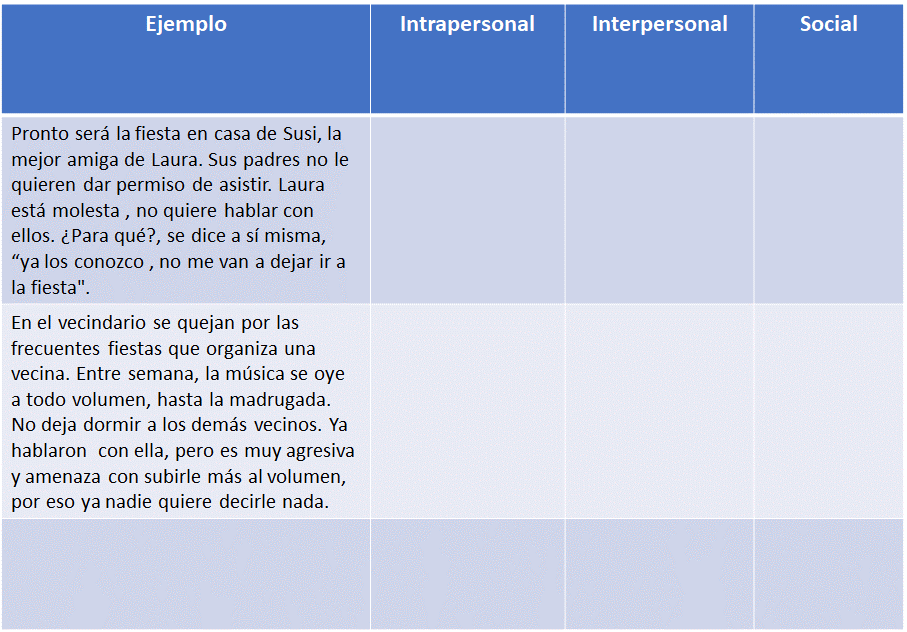 Ejemplo Intrapersonal Interpersonal Social
Pronto será la fiesta en casa de Susi, la
mejor amiga de Laura. Sus padres no le
quieren dar permiso de asistir. Laura
está molesta , no quiere hablar con
ellos. ¿Para qué?, se dice a sí misma,
“ya los conozco , no me van a dejar ir a
la fiesta".
En el vecindario se quejan por las
frecuentes fiestas que organiza una
vecina. Entre semana, la música se oye
a todo volumen, hasta la madrugada.
No deja dormir a los demás vecinos. Ya
hablaron con ella, pero es muy agresiva
y amenaza con subirle más al volumen,
por eso ya nadie quiere decirle nada.